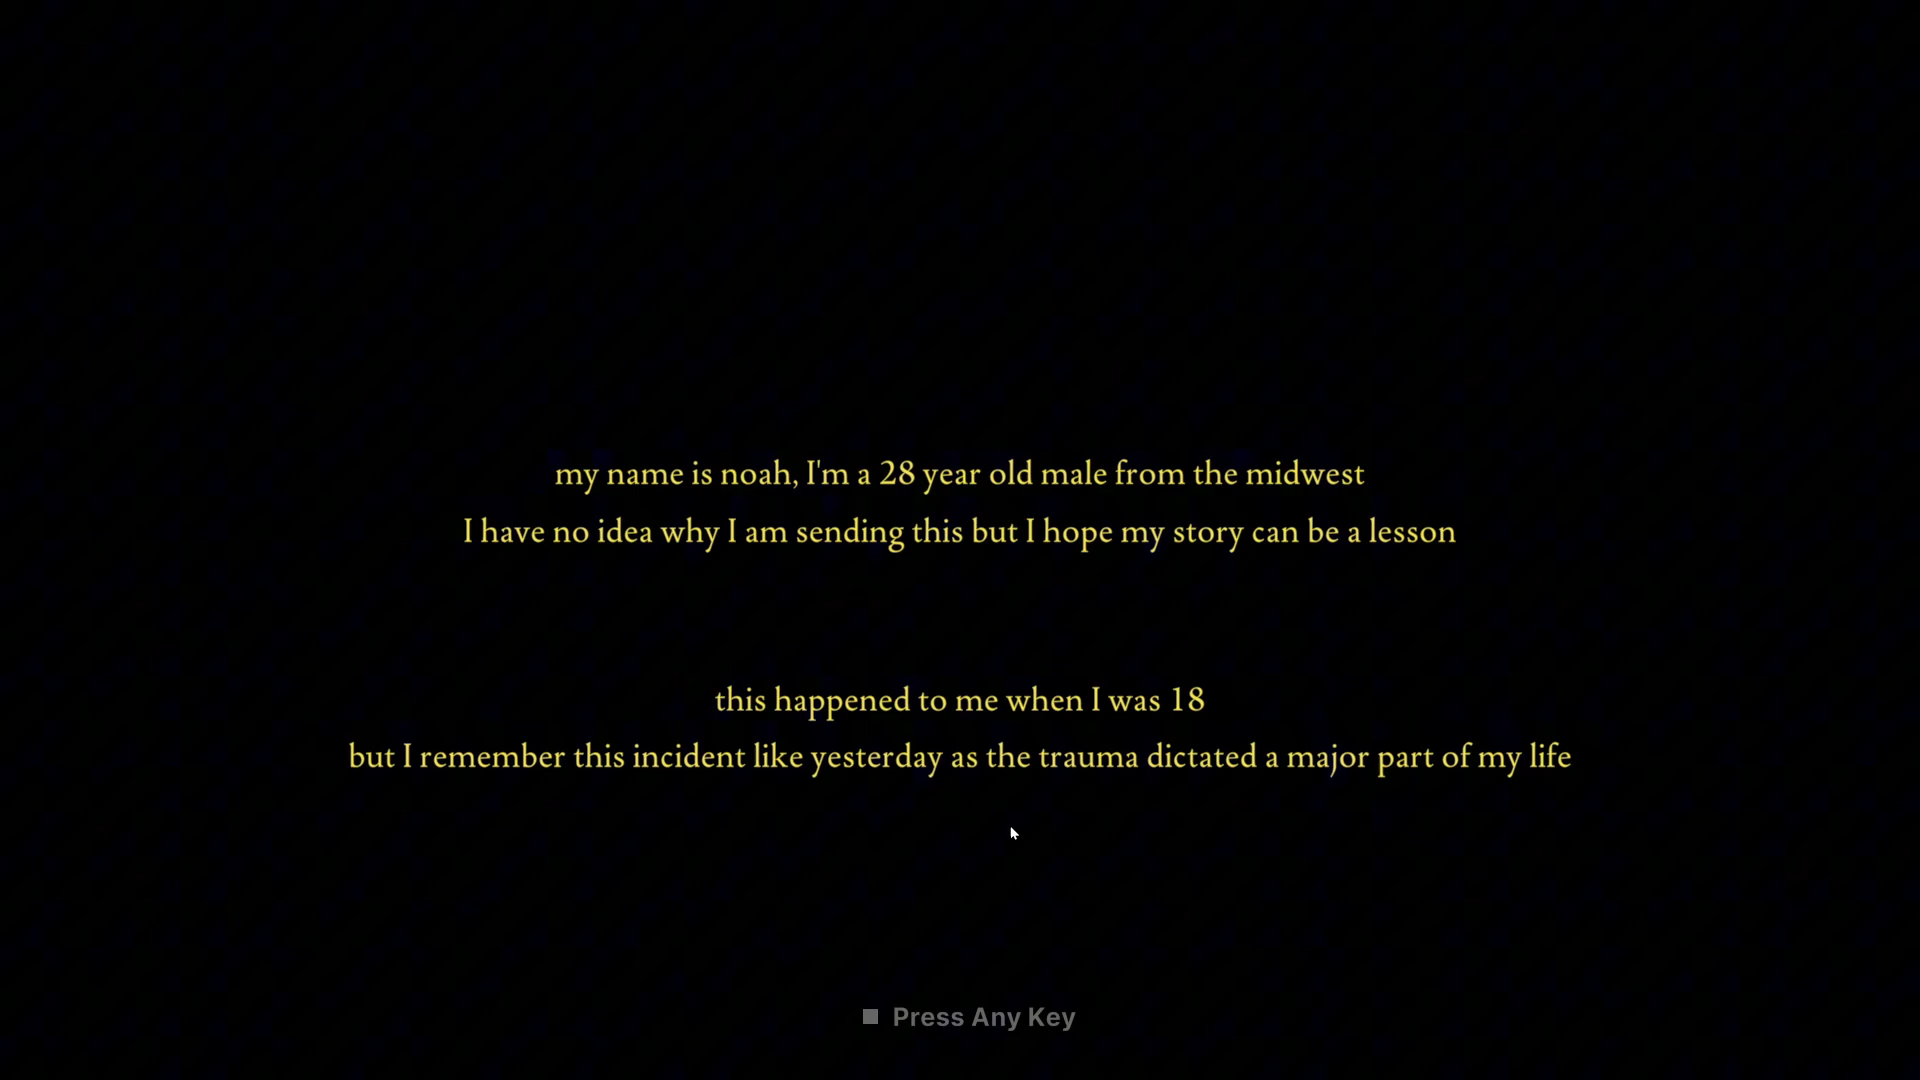 my name is noah, I'm a 28 year old male from the midwest
I have no idea why I am sending this but I hope my story can be a lesson
this happened to me when I was 18
but I remember this incident like yesterday as the trauma dictated a major part of my life
Press Any Key